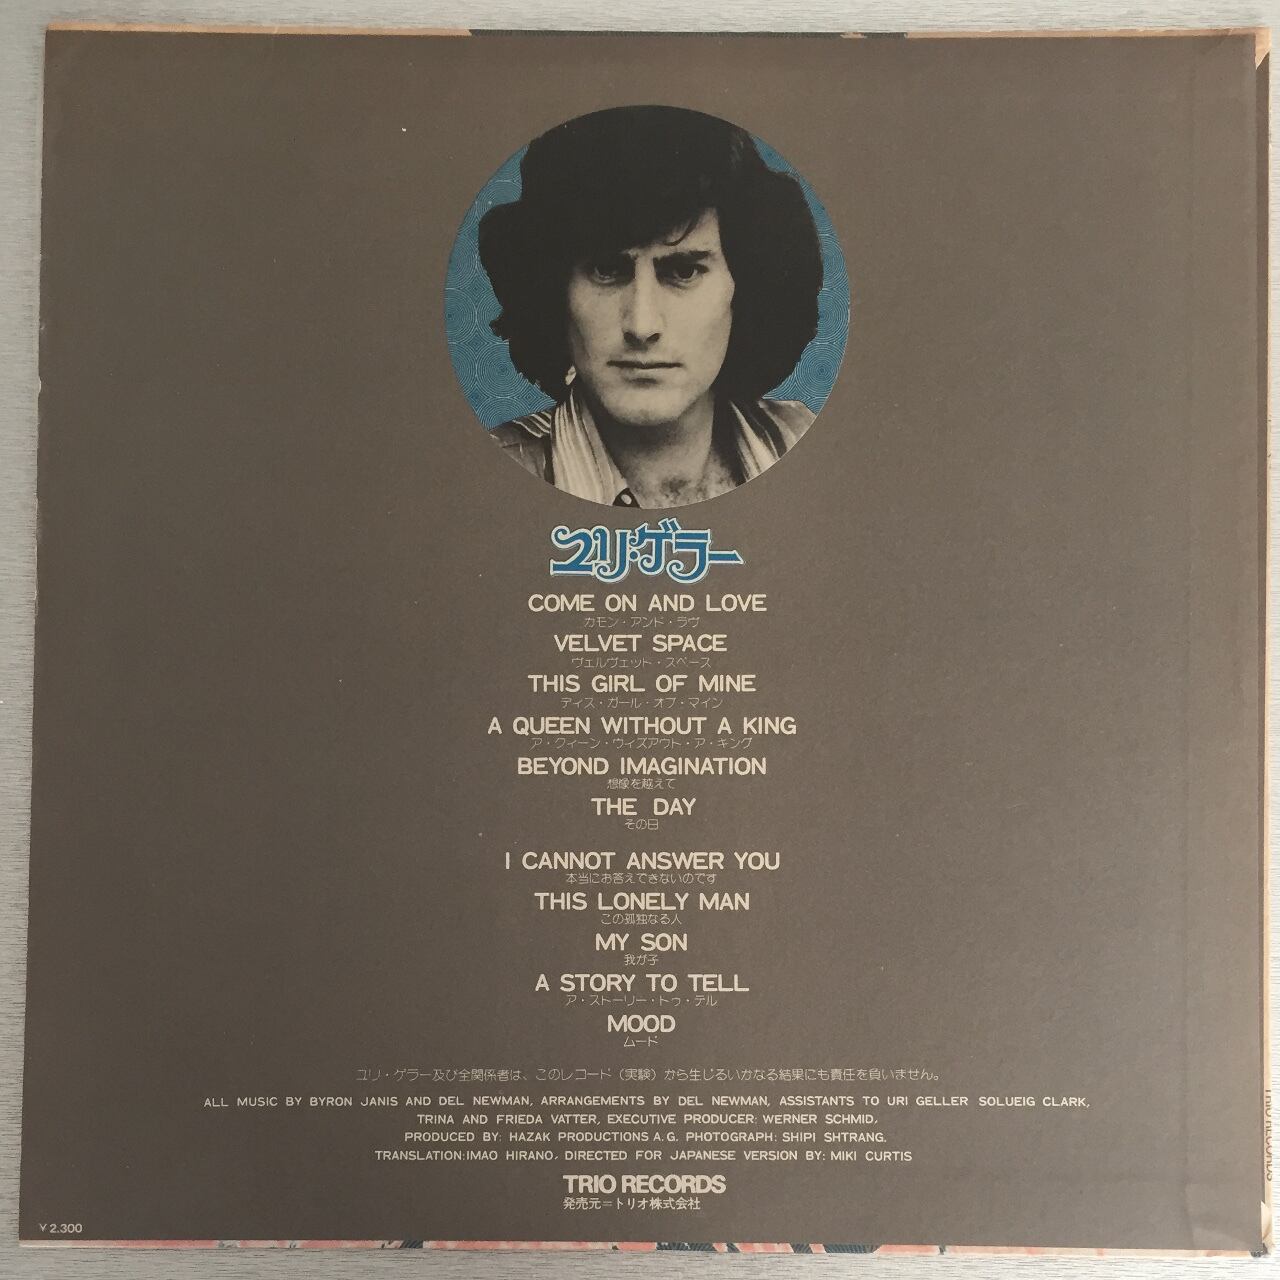 ユリ・ゲラー
COME ON AND LOVE
カモン・アンド・ラヴ
VELVET SPACE
ヴェルヴェット・スペース
THIS GIRL OF MINE
ディス・ガール・オブ・マイン
A QUEEN WITHOUT A KING
ア・クィーン・ウィズアウト・ア・キング
BEYOND IMAGINATION
想像を越えて
THE DAY
その日
I CANNOT ANSWER YOU
本当にお答えできないのです
THIS LONELY MAN
この孤独なる人
MY SON
我が子
A STORY TO TELL
ア・ストーリー・トゥ・テル
MOOD
ムード
ユリ・ゲラー及び全関係者は、このレコード（実験）から生じるいかなる結果にも責任を負いません。
ALL MUSIC BY BYRON JANIS AND DEL NEWMAN, ARRANGEMENTS BY DEL NEWMAN, ASSISTANTS TO URI GELLER SOLUEIG CLARK,
TRINA AND FRIEDA VATTER, EXECUTIVE PRODUCER: WERNER SCHMID,
PRODUCED BY: HAZAK PRODUCTIONS A.G. PHOTOGRAPH: SHIPI SHTRANG.
TRANSLATION:IMAO HIRANO, DIRECTED FOR JAPANESE VERSION BY: MIKI CURTIS
TRIO RECORDS
発売元＝トリオ株式会社
¥2.300